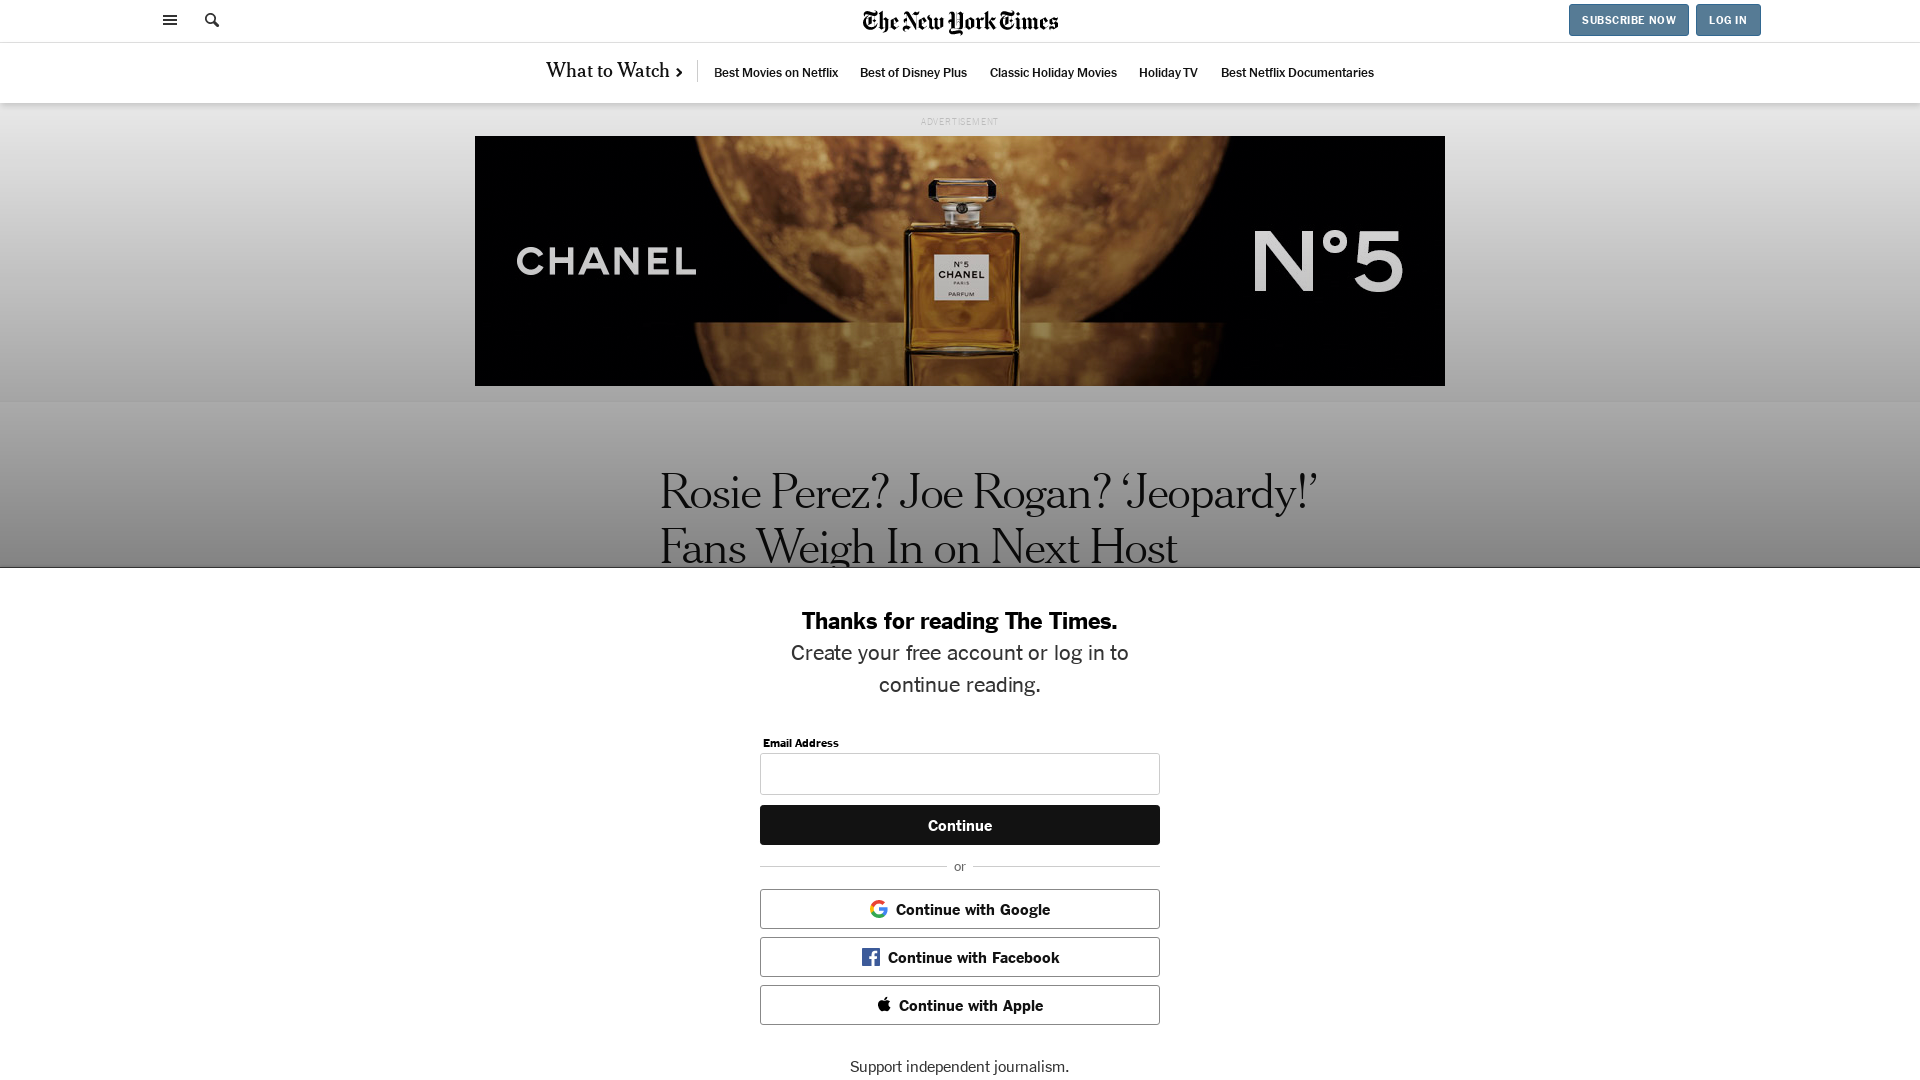 The New York Times
SUBSCRIBE NOW
LOG IN
What to Watch
Best Movies on Netflix
Best of Disney Plus
Classic Holiday Movies
Holiday TV
Best Netflix Documentaries
ADVERTISEMENT
CHANEL
N°5
CHANEL
PARIS
PARFUM
N°5
Rosie Perez? Joe Rogan? ‘Jeopardy!’
Fans Weigh In on Next Host
Thanks for reading The Times.
Create your free account or log in to
continue reading.
Email Address
Continue
or
Continue with Google
Continue with Facebook
Continue with Apple
Support independent journalism.